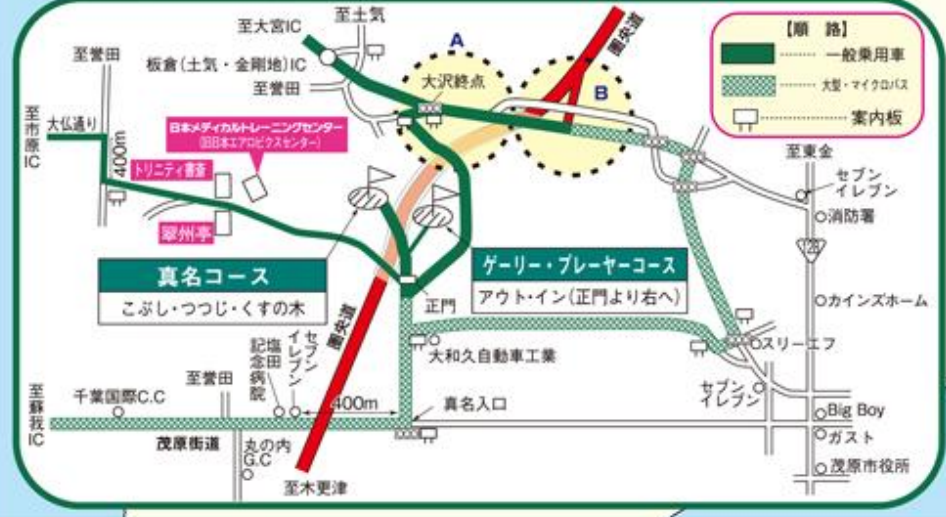 至大宮IC
至土気
圏央道
【順 路】
一般乗用車
大型・マイクロバス
案内板
A
B
至誉田
板倉(土気・金剛地)IC
至誉田
大沢終点
至市原IC
大仏通り
400m
日本メディカルトレーニングセンター
(旧日本エアロビクスセンター)
トリニティ書斎
翠州亭
至東金
セブン
イレブン
消防署
128
カインズホーム
真名コース
こぶし・つつじ・くすの木
ゲーリー・プレーヤーコース
アウト・イン(正門より右へ)
正門
圏央道
大和久自動車工業
スリーエフ
セブン
イレブン
塩田
記念病院
セブン
イレブン
至蘇我IC
千葉国際C.C
至誉田
400m
真名入口
茂原街道
丸の内
G.C
至木更津
Big Boy
ガスト
茂原市役所